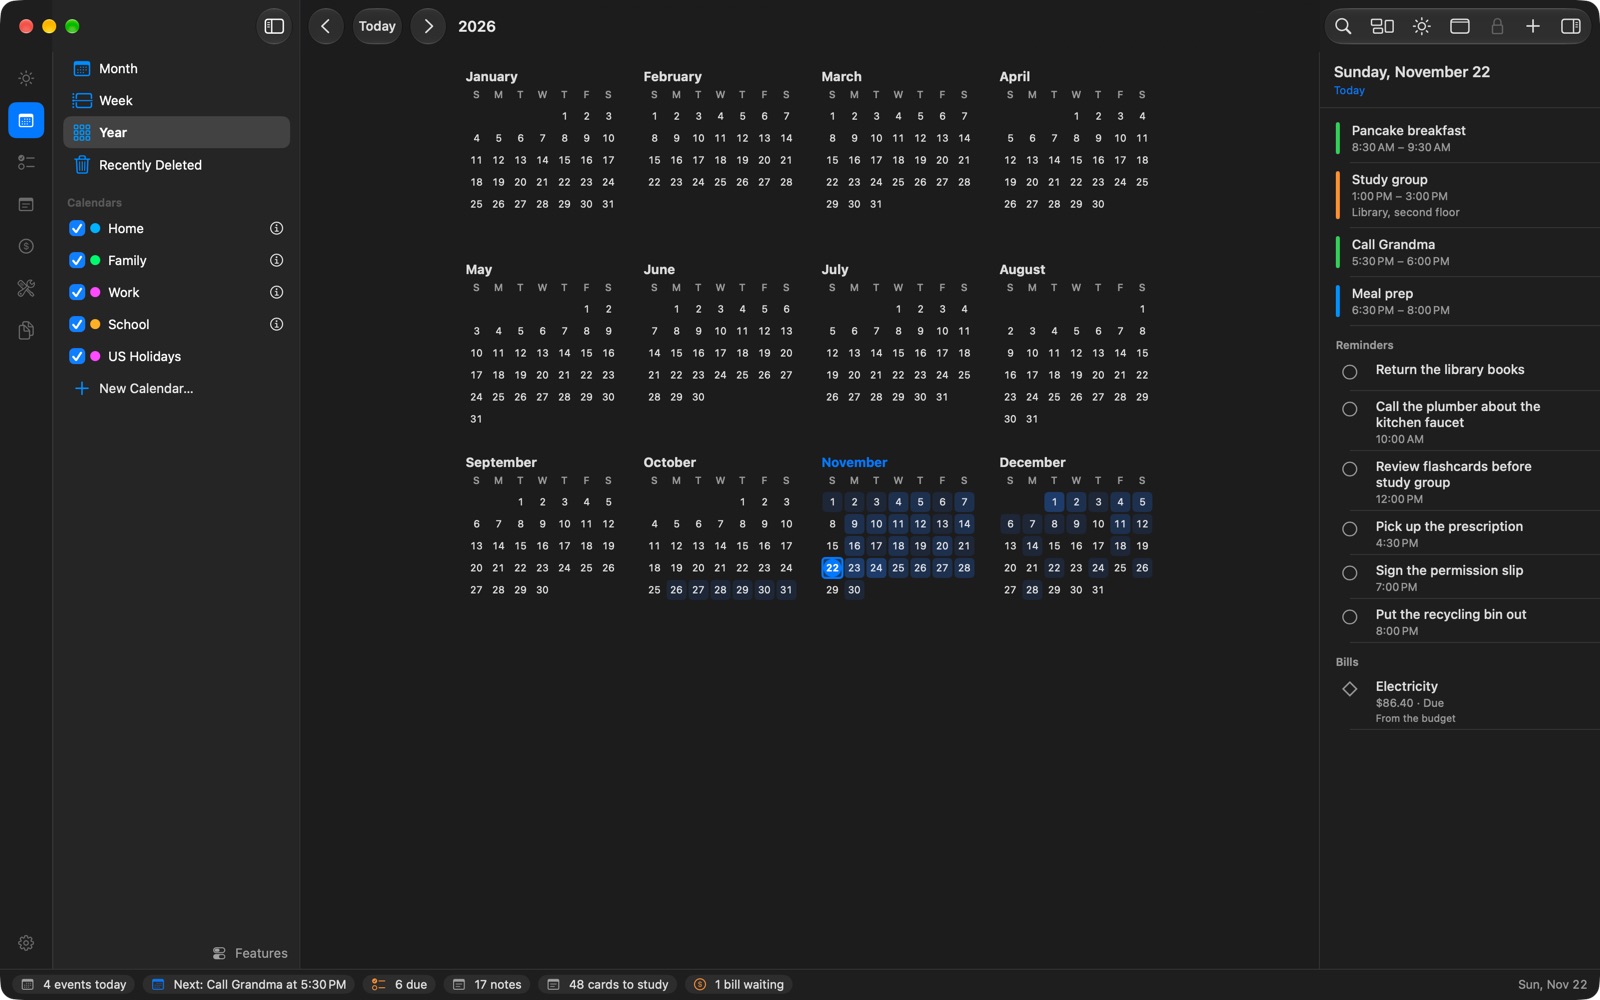 Today
2026
Month
Week
Year
Recently Deleted
Calendars
Home
Family
Work
School
US Holidays
New Calendar...
Features
January
S M T W T F S
1 2 3
4 5 6 7 8 9 10
11 12 13 14 15 16 17
18 19 20 21 22 23 24
25 26 27 28 29 30 31
February
S M T W T F S
1 2 3 4 5 6 7
8 9 10 11 12 13 14
15 16 17 18 19 20 21
22 23 24 25 26 27 28
March
S M T W T F S
1 2 3 4 5 6 7
8 9 10 11 12 13 14
15 16 17 18 19 20 21
22 23 24 25 26 27 28
29 30 31
April
S M T W T F S
1 2 3 4
5 6 7 8 9 10 11
12 13 14 15 16 17 18
19 20 21 22 23 24 25
26 27 28 29 30
May
S M T W T F S
1 2
3 4 5 6 7 8 9
10 11 12 13 14 15 16
17 18 19 20 21 22 23
24 25 26 27 28 29 30
31
June
S M T W T F S
1 2 3 4 5 6
7 8 9 10 11 12 13
14 15 16 17 18 19 20
21 22 23 24 25 26 27
28 29 30
July
S M T W T F S
1 2 3 4
5 6 7 8 9 10 11
12 13 14 15 16 17 18
19 20 21 22 23 24 25
26 27 28 29 30 31
August
S M T W T F S
1
2 3 4 5 6 7 8
9 10 11 12 13 14 15
16 17 18 19 20 21 22
23 24 25 26 27 28 29
30 31
September
S M T W T F S
1 2 3 4 5
6 7 8 9 10 11 12
13 14 15 16 17 18 19
20 21 22 23 24 25 26
27 28 29 30
October
S M T W T F S
1 2 3
4 5 6 7 8 9 10
11 12 13 14 15 16 17
18 19 20 21 22 23 24
25 26 27 28 29 30 31
November
S M T W T F S
1 2 3 4 5 6 7
8 9 10 11 12 13 14
15 16 17 18 19 20 21
22 23 24 25 26 27 28
29 30
December
S M T W T F S
1 2 3 4 5
6 7 8 9 10 11 12
13 14 15 16 17 18 19
20 21 22 23 24 25 26
27 28 29 30 31
Sunday, November 22
Today
Pancake breakfast
8:30 AM – 9:30 AM
Study group
1:00 PM – 3:00 PM
Library, second floor
Call Grandma
5:30 PM – 6:00 PM
Meal prep
6:30 PM – 8:00 PM
Reminders
Return the library books
Call the plumber about the
kitchen faucet
10:00 AM
Review flashcards before
study group
12:00 PM
Pick up the prescription
4:30 PM
Sign the permission slip
7:00 PM
Put the recycling bin out
8:00 PM
Bills
Electricity
$86.40 · Due
From the budget
4 events today
Next: Call Grandma at 5:30 PM
6 due
17 notes
48 cards to study
1 bill waiting
Sun, Nov 22